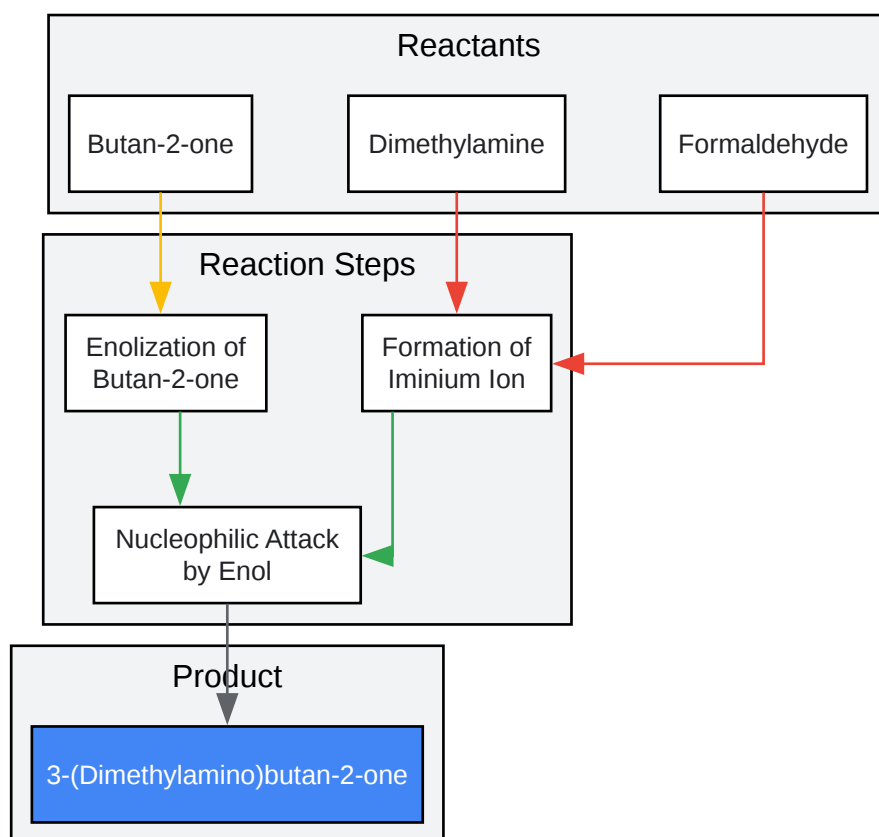 Reactants
Butan-2-one
Dimethylamine
Formaldehyde
Reaction Steps
Enolization of
Butan-2-one
Formation of
Iminium Ion
Nucleophilic Attack
by Enol
Product
3-(Dimethylamino)butan-2-one